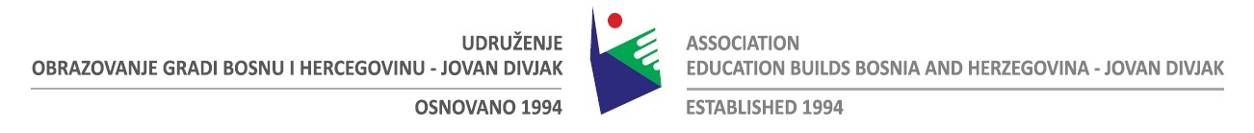 UDRUŽENJE
OBRAZOVANJE GRADI BOSNU I HERCEGOVINU - JOVAN DIVJAK
OSNOVANO 1994
ASSOCIATION
EDUCATION BUILDS BOSNIA AND HERZEGOVINA - JOVAN DIVJAK
ESTABLISHED 1994